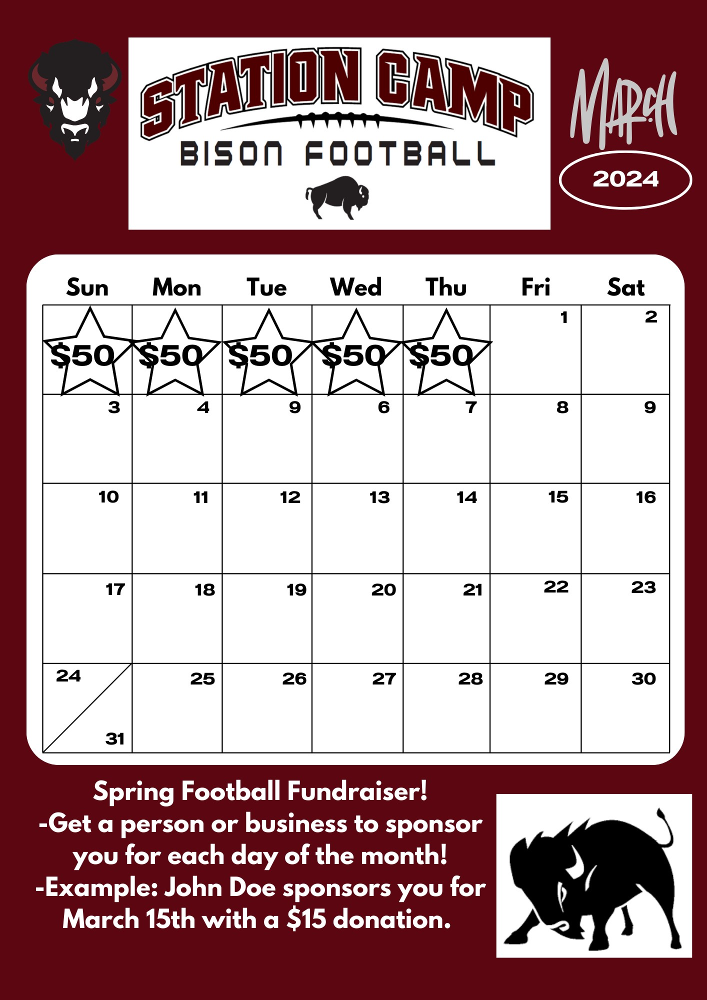 STATION CAMP
BISON FOOTBALL
MARCH
2024
Sun Mon Tue Wed Thu Fri Sat
$50 $50 $50 $50 $50 1 2
3 4 9 6 7 8 9
10 11 12 13 14 15 16
17 18 19 20 21 22 23
24 25 26 27 28 29 30
31
Spring Football Fundraiser!
-Get a person or business to sponsor
you for each day of the month!
-Example: John Doe sponsors you for
March 15th with a $15 donation.